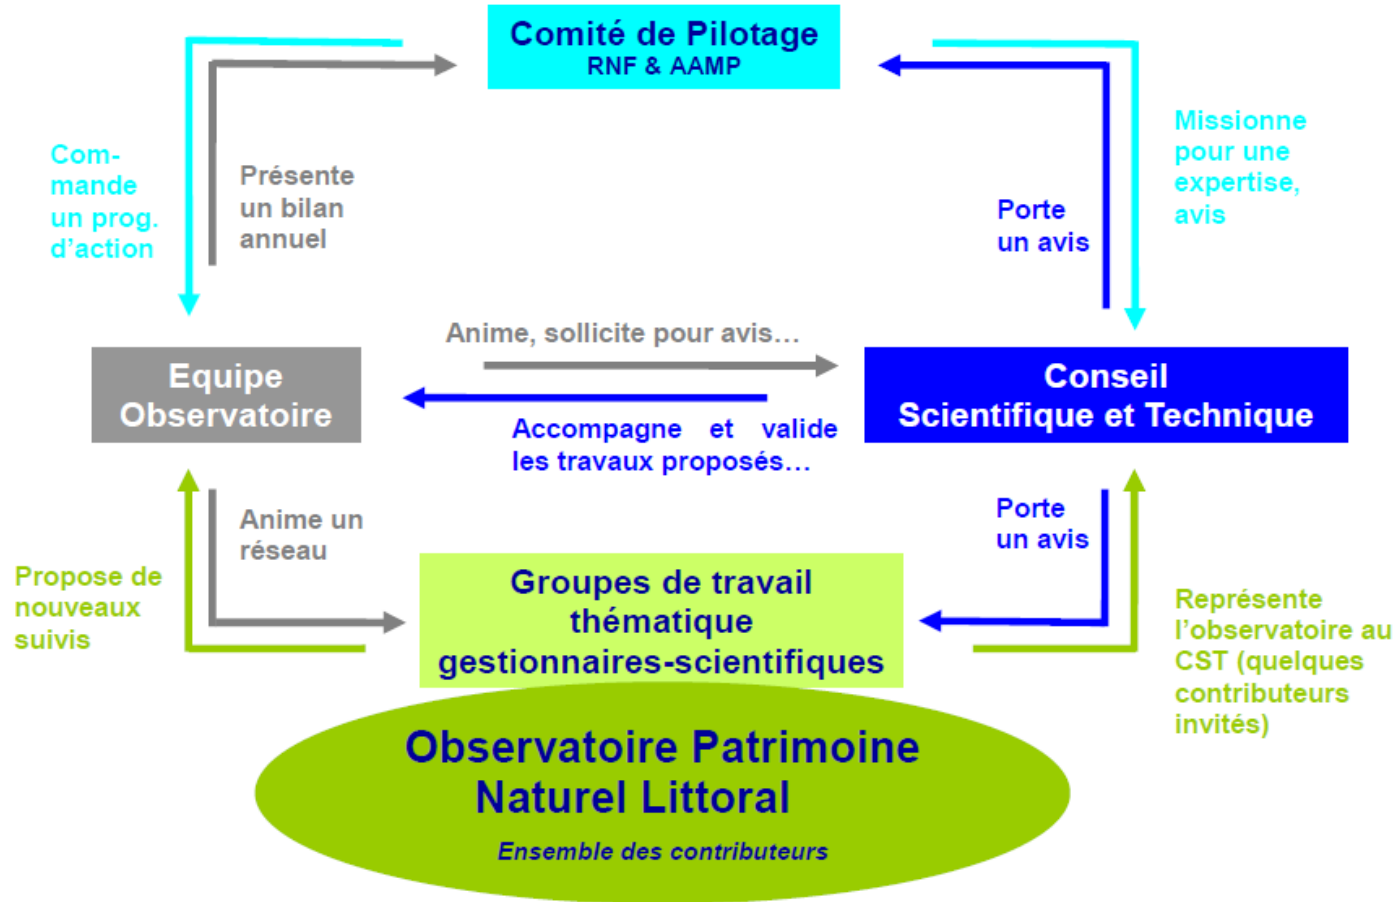 Comité de Pilotage
RNF & AAMP
Com-
mande
un prog.
d'action
Présente
un bilan
annuel
Missionne
pour une
expertise,
avis
Porte
un avis
Anime, sollicite pour avis…
Equipe
Observatoire
Conseil
Scientifique et Technique
Accompagne et valide
les travaux proposés…
Anime un
réseau
Porte
un avis
Propose de
nouveaux
suivis
Groupes de travail
thématique
gestionnaires-scientifiques
Représente
l'observatoire au
CST (quelques
contributeurs
invités)
Observatoire Patrimoine
Naturel Littoral
Ensemble des contributeurs